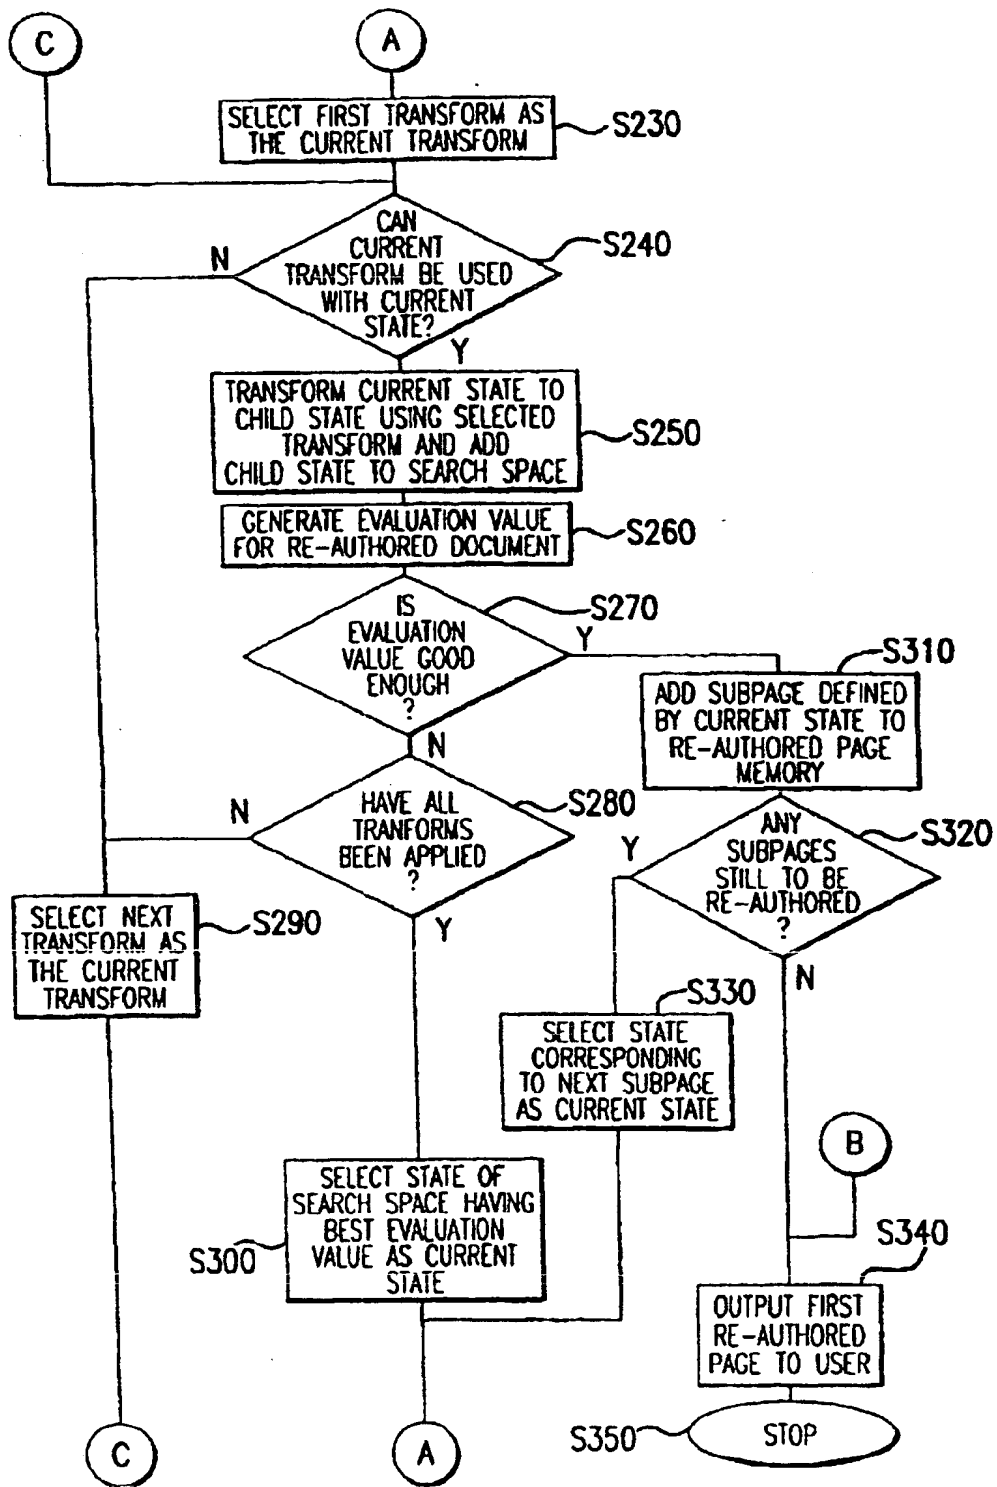 C
A
SELECT FIRST TRANSFORM AS
THE CURRENT TRANSFORM
S230
CAN
CURRENT
TRANSFORM BE USED
WITH CURRENT
STATE?
S240
N
Y
TRANSFORM CURRENT STATE TO
CHILD STATE USING SELECTED
TRANSFORM AND ADD
CHILD STATE TO SEARCH SPACE
S250
GENERATE EVALUATION VALUE
FOR RE-AUTHORED DOCUMENT
S260
IS
EVALUATION
VALUE GOOD
ENOUGH
?
S270
Y
N
ADD SUBPAGE DEFINED
BY CURRENT STATE TO
RE-AUTHORED PAGE
MEMORY
S310
HAVE ALL
TRANFORMS
BEEN APPLIED
?
S280
N
Y
ANY
SUBPAGES
STILL TO BE
RE-AUTHORED
?
S320
Y
N
SELECT NEXT
TRANSFORM AS
THE CURRENT
TRANSFORM
S290
SELECT STATE
CORRESPONDING
TO NEXT SUBPAGE
AS CURRENT STATE
S330
B
SELECT STATE OF
SEARCH SPACE HAVING
BEST EVALUATION
VALUE AS CURRENT
STATE
S300
OUTPUT FIRST
RE-AUTHORED
PAGE TO USER
S340
STOP
S350
C
A